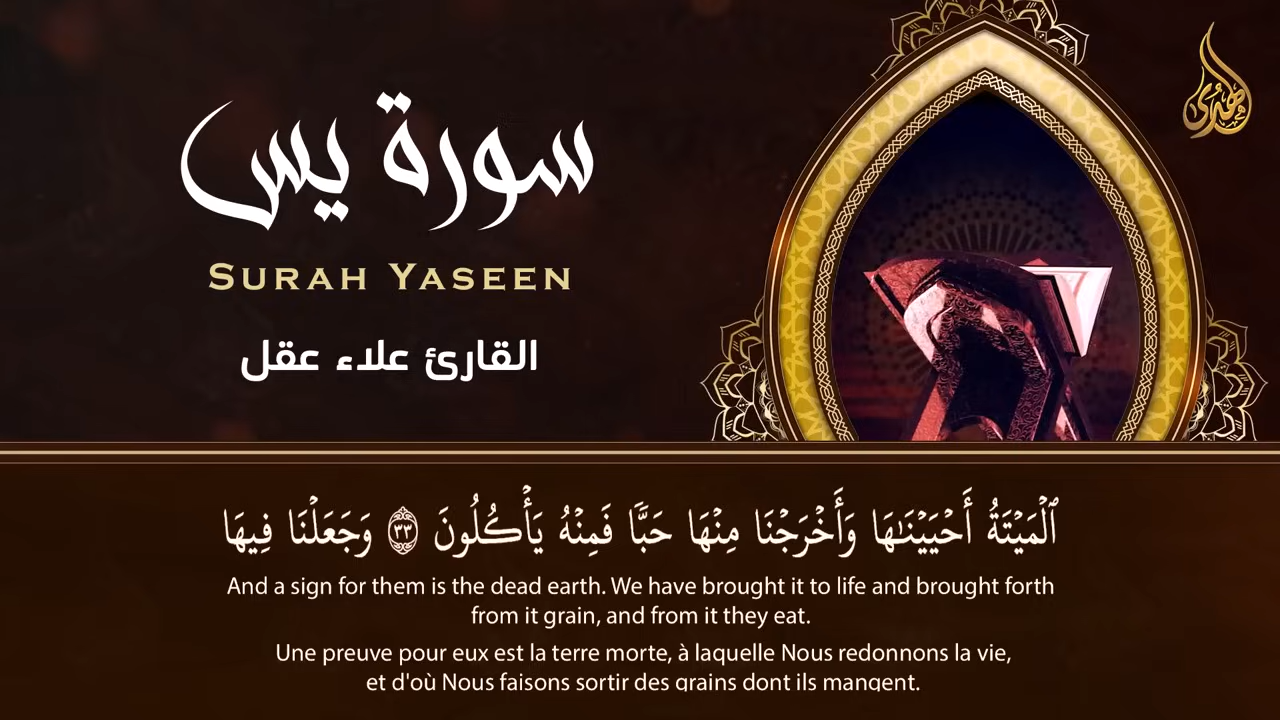 سورة يس
SURAH YASEEN
القارئ علاء عقل
الهدى
ٱلْمَيْتَةُ أَحْيَيْنَٰهَا وَأَخْرَجْنَا مِنْهَا حَبًّا فَمِنْهُ يَأْكُلُونَ ٣٣ وَجَعَلْنَا فِيهَا
And a sign for them is the dead earth. We have brought it to life and brought forth
from it grain, and from it they eat.
Une preuve pour eux est la terre morte, à laquelle Nous redonnons la vie,
et d'où Nous faisons sortir des grains dont ils mangent.